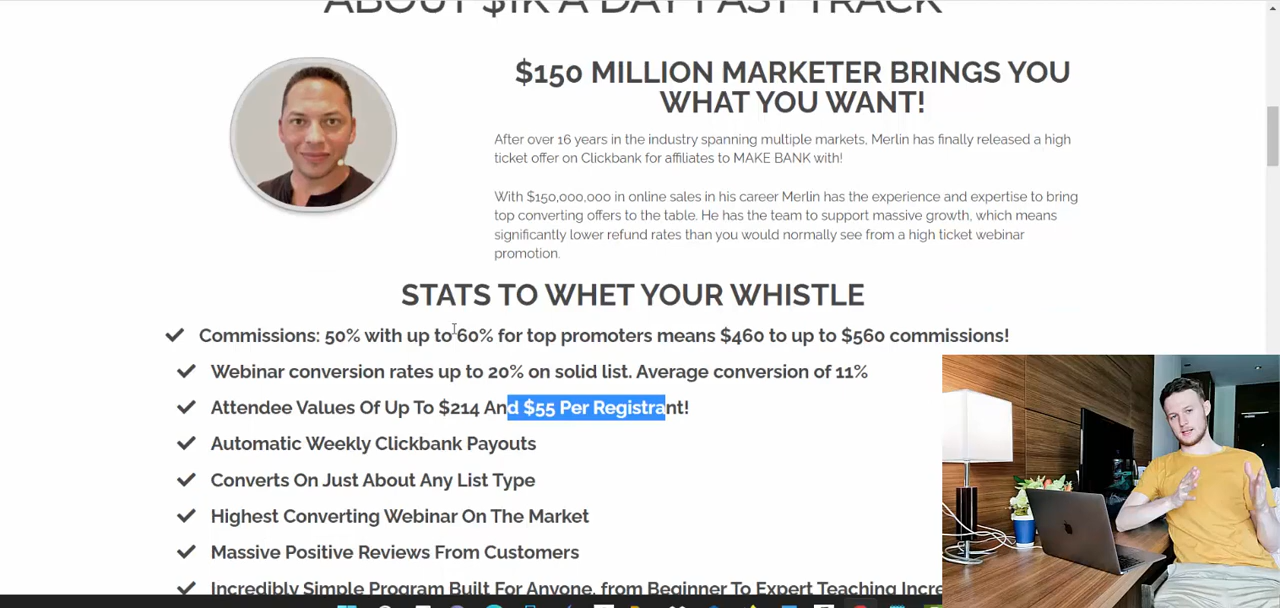 ABOUT $1K A DAY FAST TRACK
$150 MILLION MARKETER BRINGS YOU
WHAT YOU WANT!
After over 16 years in the industry spanning multiple markets, Merlin has finally released a high
ticket offer on Clickbank for affiliates to MAKE BANK with!
With $150,000,000 in online sales in his career Merlin has the experience and expertise to bring
top converting offers to the table. He has the team to support massive growth, which means
significantly lower refund rates than you would normally see from a high ticket webinar
promotion.
STATS TO WHET YOUR WHISTLE
Commissions: 50% with up to 60% for top promoters means $460 to up to $560 commissions!
Webinar conversion rates up to 20% on solid list. Average conversion of 11%
Attendee Values Of Up To $214 And $55 Per Registrant!
Automatic Weekly Clickbank Payouts
Converts On Just About Any List Type
Highest Converting Webinar On The Market
Massive Positive Reviews From Customers
Incredibly Simple Program Built For Anyone, from Beginner To Expert Teaching